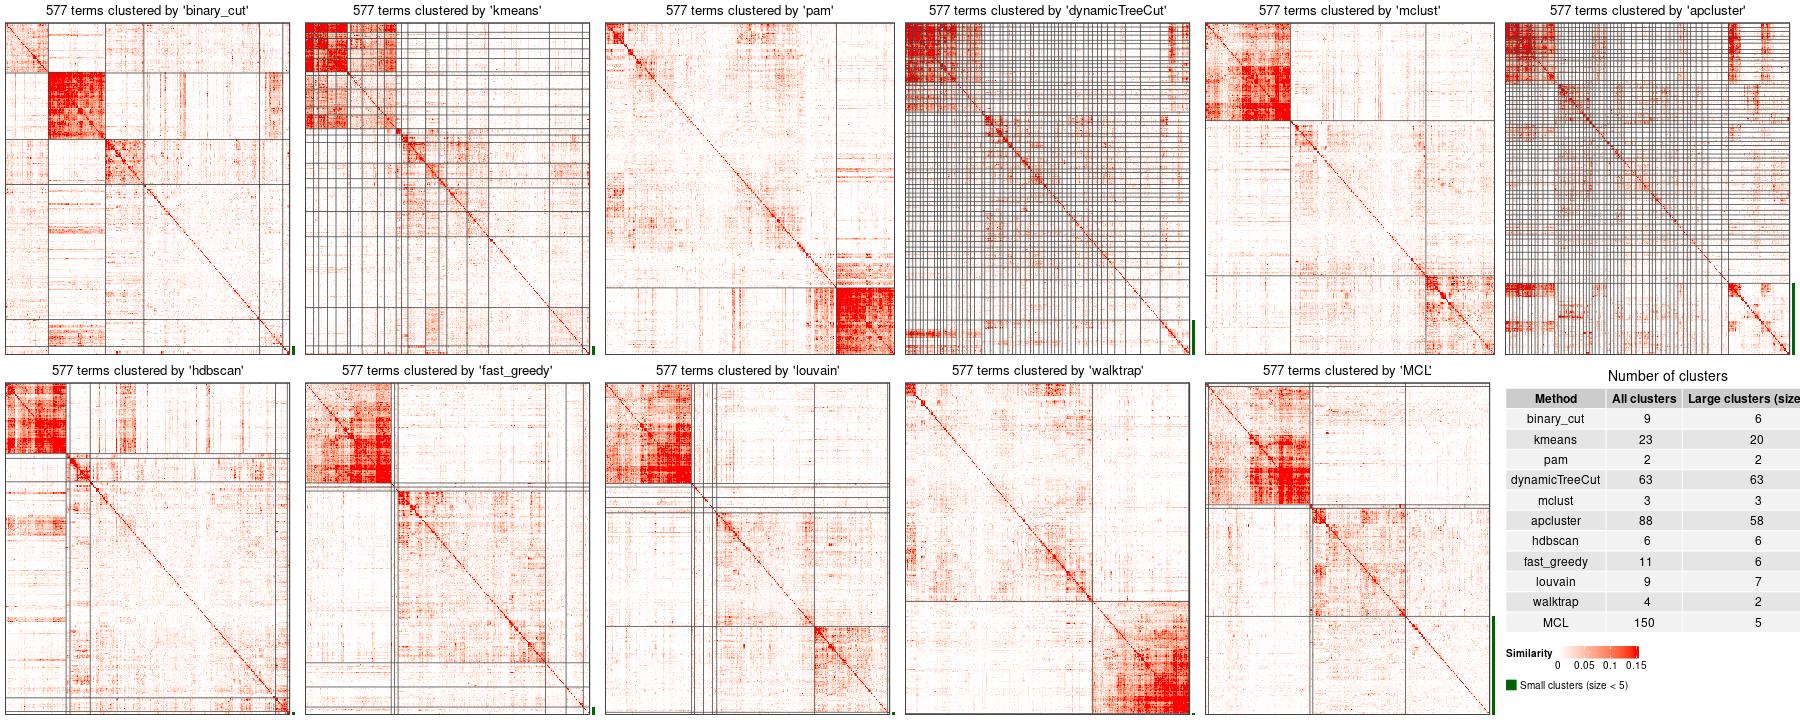 577 terms clustered by 'binary_cut'
577 terms clustered by 'kmeans'
577 terms clustered by 'pam'
577 terms clustered by 'dynamicTreeCut'
577 terms clustered by 'mclust'
577 terms clustered by 'apcluster'
577 terms clustered by 'hdbscan'
577 terms clustered by 'fast_greedy'
577 terms clustered by 'louvain'
577 terms clustered by 'walktrap'
577 terms clustered by 'MCL'
Number of clusters
Method All clusters Large clusters (size
binary_cut 9 6
kmeans 23 20
pam 2 2
dynamicTreeCut 63 63
mclust 3 3
apcluster 88 58
hdbscan 6 6
fast_greedy 11 6
louvain 9 7
walktrap 4 2
MCL 150 5
Similarity
0 0.05 0.1 0.15
Small clusters (size < 5)